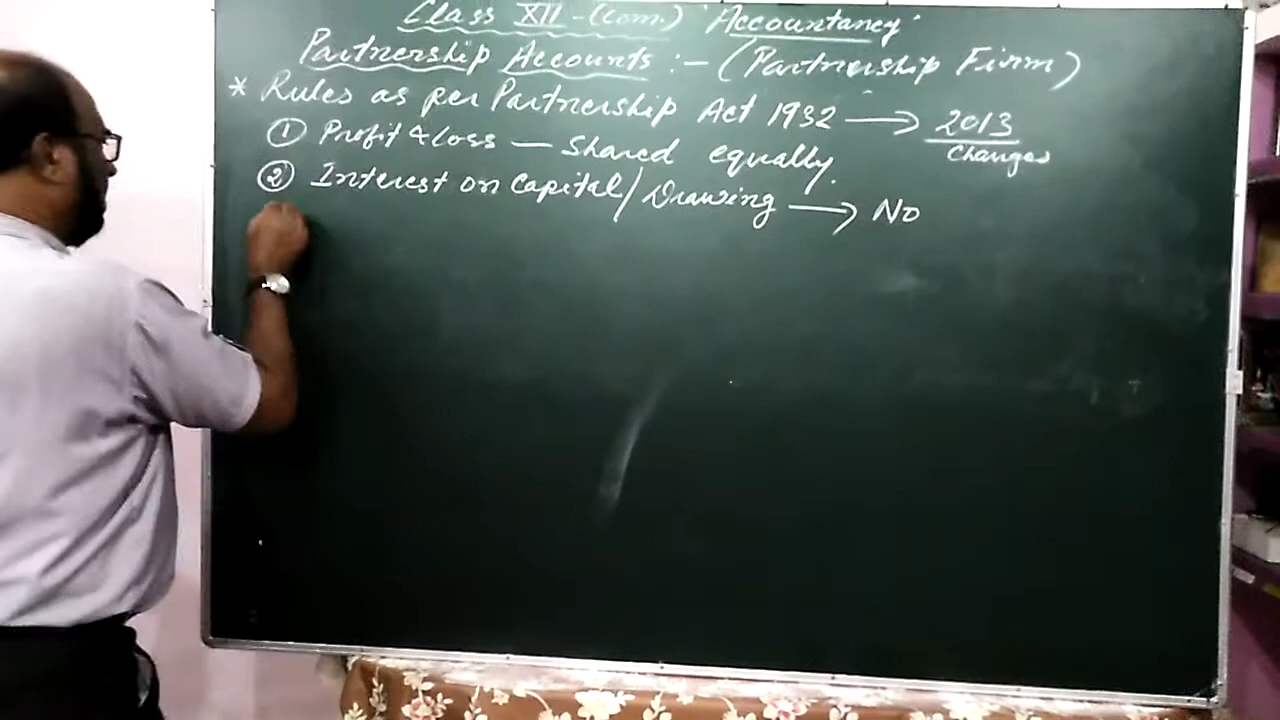 Class XII - (Com.) 'Accountancy'
Partnership Accounts :- (Partnership Firm)
* Rules as per Partnership Act 1932 → 2013
Changes
① Profit & Loss — Shared equally.
② Interest on Capital/Drawing → No